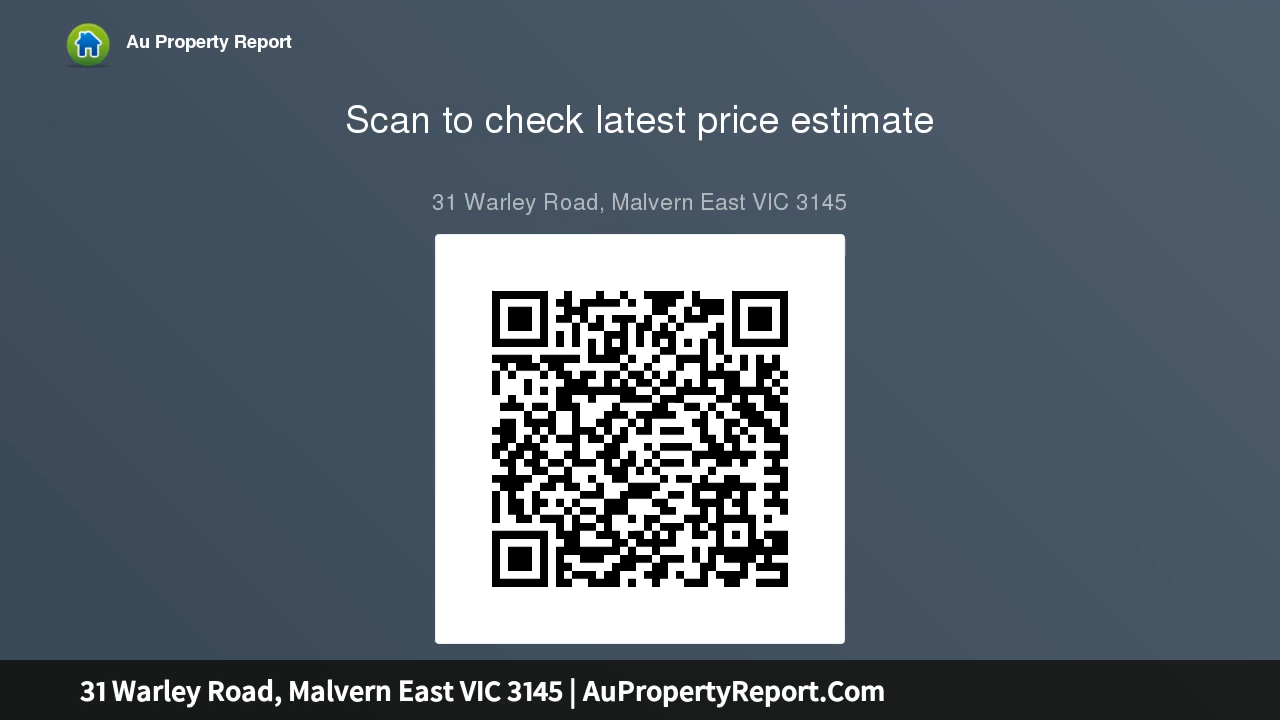 Au Property Report
Scan to check latest price estimate
31 Warley Road, Malvern East VIC 3145
31 Warley Road, Malvern East VIC 3145 | AuPropertyReport.Com